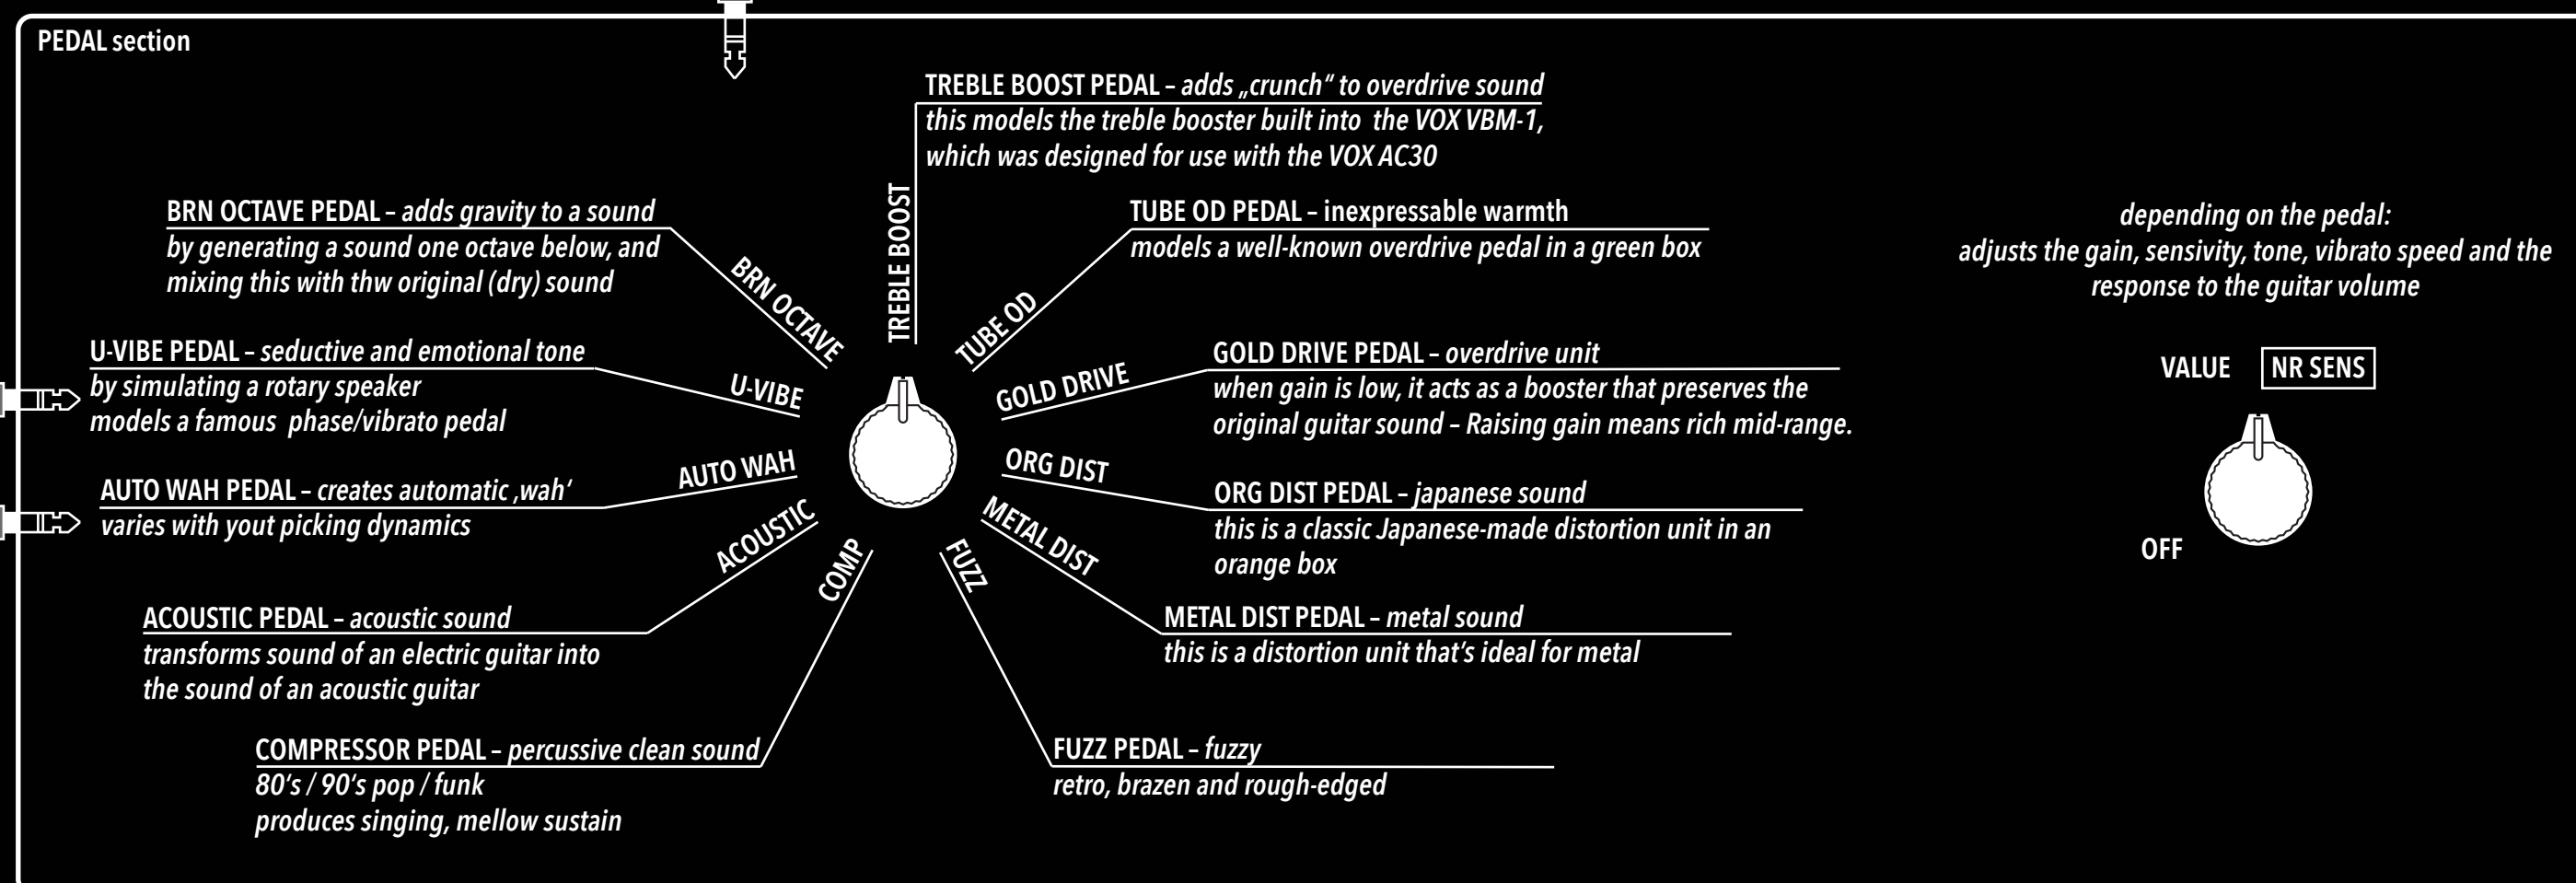 PEDAL section
TREBLE BOOST PEDAL – adds „crunch“ to overdrive sound
this models the treble booster built into the VOX VBM-1,
which was designed for use with the VOX AC30
BRN OCTAVE PEDAL – adds gravity to a sound
by generating a sound one octave below, and
mixing this with thw original (dry) sound
TUBE OD PEDAL – inexpressable warmth
models a well-known overdrive pedal in a green box
depending on the pedal:
adjusts the gain, sensivity, tone, vibrato speed and the
response to the guitar volume
BRN OCTAVE
TREBLE BOOST
TUBE OD
U-VIBE PEDAL – seductive and emotional tone
by simulating a rotary speaker
models a famous phase/vibrato pedal
U-VIBE
GOLD DRIVE
GOLD DRIVE PEDAL – overdrive unit
when gain is low, it acts as a booster that preserves the
original guitar sound – Raising gain means rich mid-range.
VALUE NR SENS
OFF
AUTO WAH PEDAL – creates automatic ‚wah‘
varies with yout picking dynamics
AUTO WAH
ORG DIST
ORG DIST PEDAL – japanese sound
this is a classic Japanese-made distortion unit in an
orange box
ACOUSTIC
COMP
FUZZ
METAL DIST
ACOUSTIC PEDAL – acoustic sound
transforms sound of an electric guitar into
the sound of an acoustic guitar
METAL DIST PEDAL – metal sound
this is a distortion unit that's ideal for metal
COMPRESSOR PEDAL – percussive clean sound
80‘s / 90‘s pop / funk
produces singing, mellow sustain
FUZZ PEDAL – fuzzy
retro, brazen and rough-edged